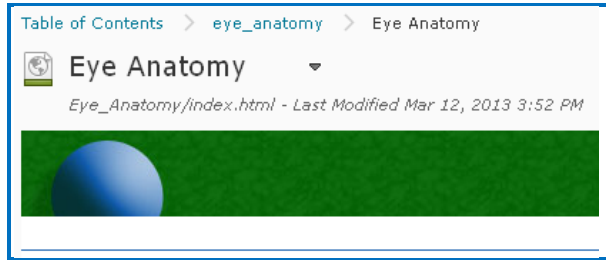 Table of Contents > eye_anatomy > Eye Anatomy
Eye Anatomy
Eye_Anatomy/index.html - Last Modified Mar 12, 2013 3:52 PM